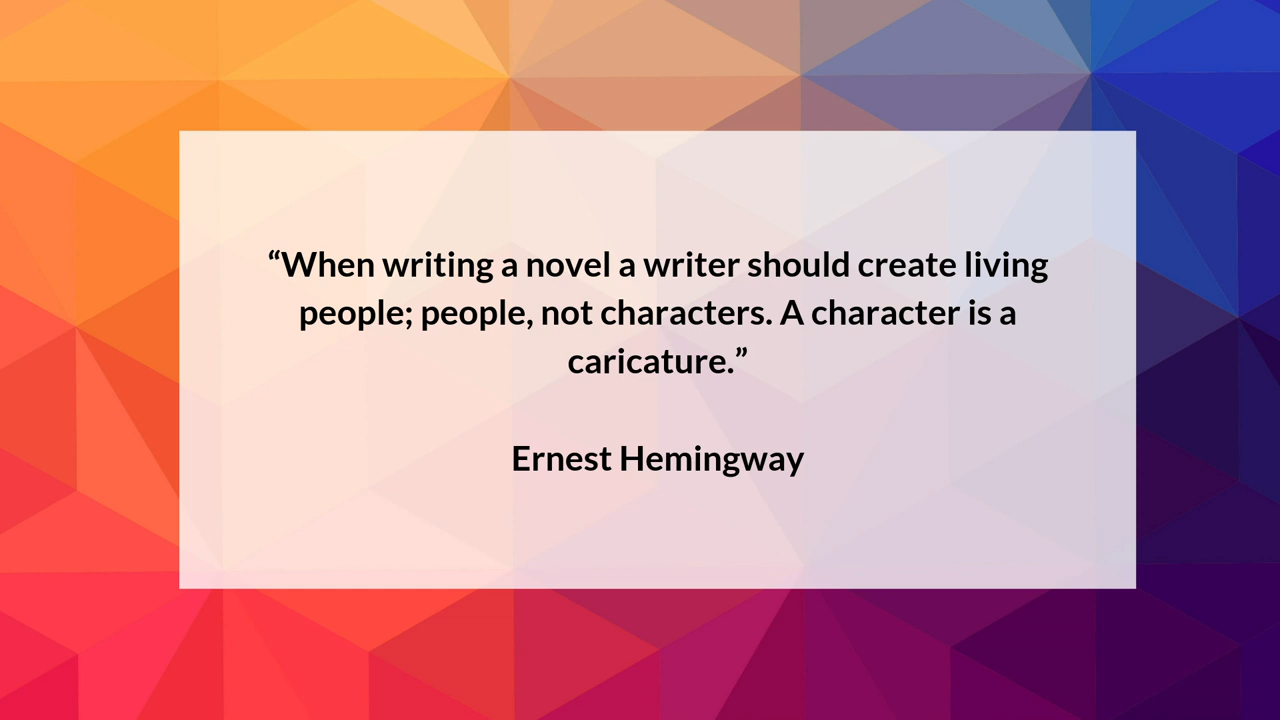 “When writing a novel a writer should create living
people; people, not characters. A character is a
caricature.”
Ernest Hemingway